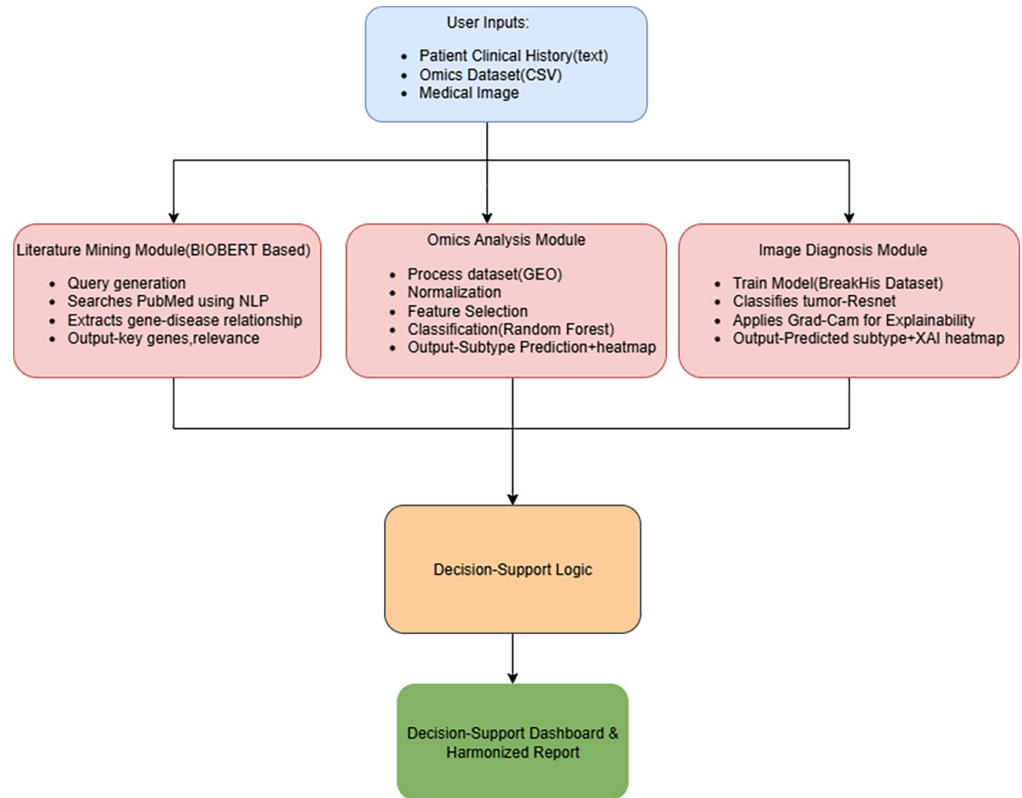 User Inputs:
Patient Clinical History(text)
Omics Dataset(CSV)
Medical Image
Literature Mining Module(BIOBERT Based)
Query generation
Searches PubMed using NLP
Extracts gene-disease relationship
Output-key genes,relevance
Omics Analysis Module
Process dataset(GEO)
Normalization
Feature Selection
Classification(Random Forest)
Output-Subtype Prediction+heatmap
Image Diagnosis Module
Train Model(BreakHis Dataset)
Classifies tumor-Resnet
Applies Grad-Cam for Explainability
Output-Predicted subtype+XAI heatmap
Decision-Support Logic
Decision-Support Dashboard &
Harmonized Report